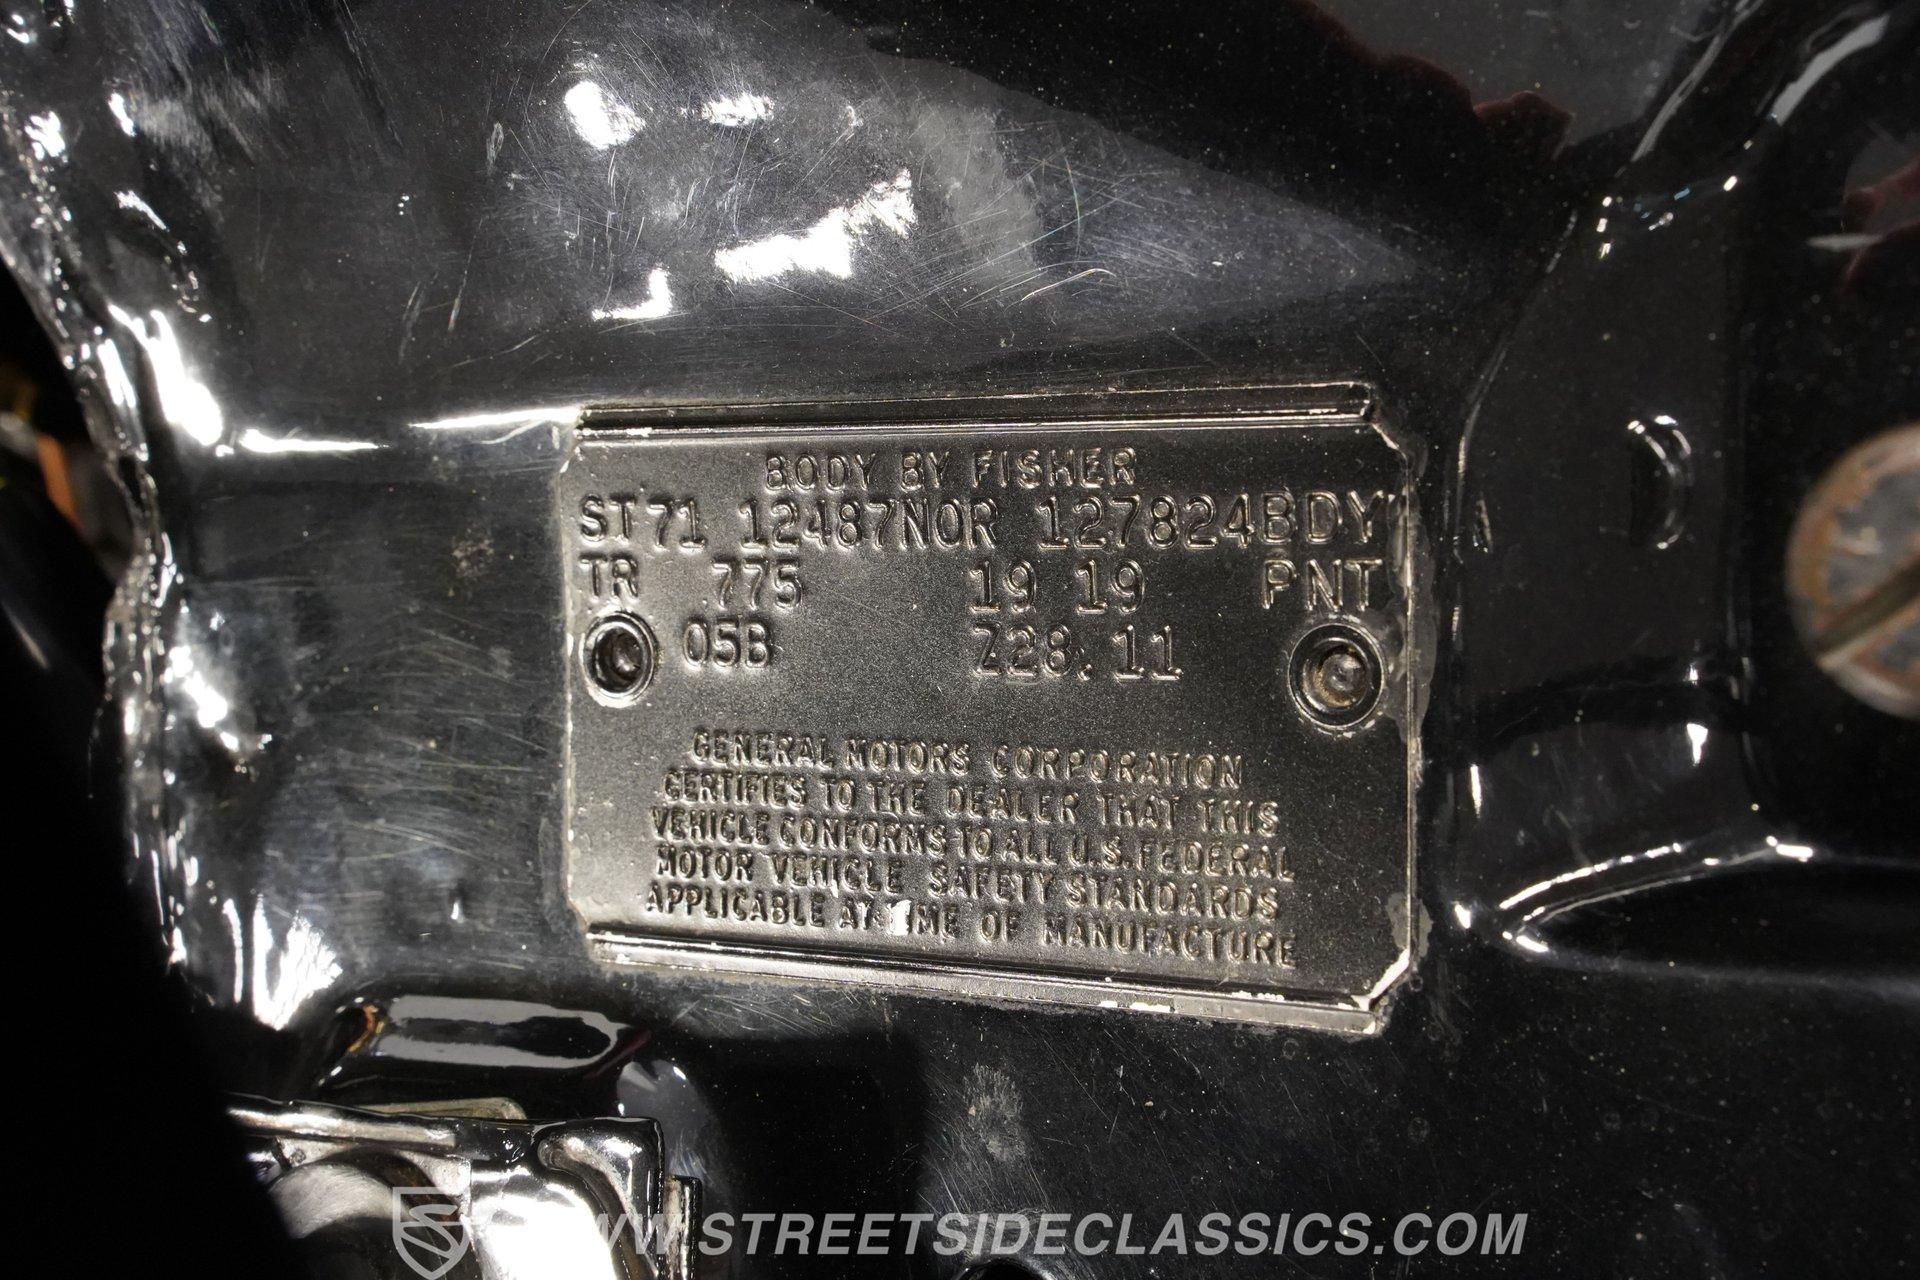 BODY BY FISHER
ST71 12487NOR 127824BDY
TR 775 19 19 PNT
05B Z28.11
GENERAL MOTORS CORPORATION
CERTIFIES TO THE DEALER THAT THIS
VEHICLE CONFORMS TO ALL U.S. FEDERAL
MOTOR VEHICLE SAFETY STANDARDS
APPLICABLE AT TIME OF MANUFACTURE
WWW.STREETSIDECLASSICS.COM